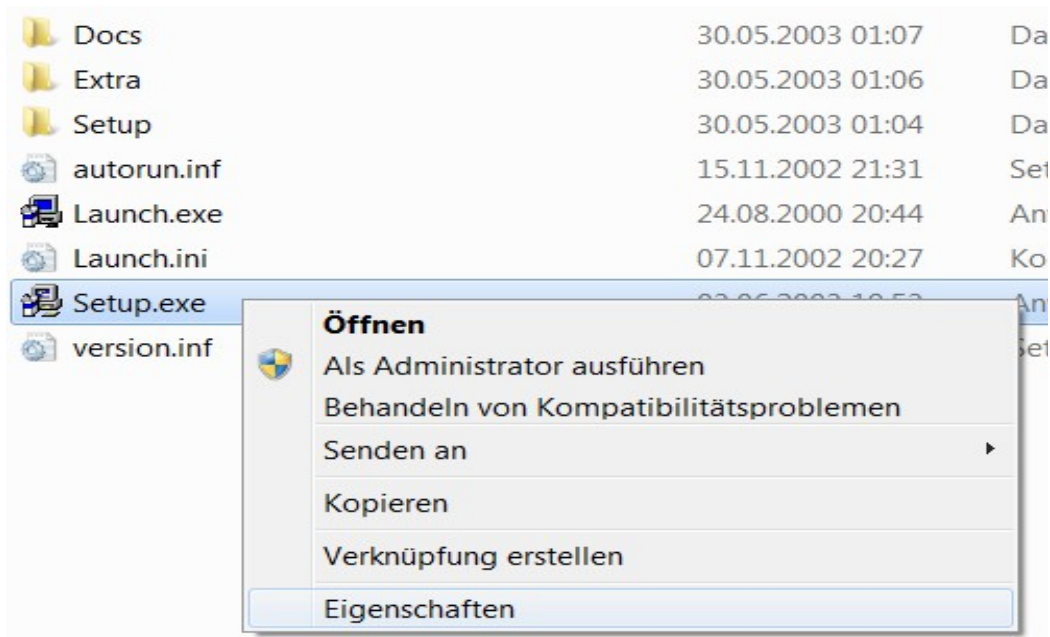 Docs 30.05.2003 01:07 Da
Extra 30.05.2003 01:06 Da
Setup 30.05.2003 01:04 Da
autorun.inf 15.11.2002 21:31 Set
Launch.exe 24.08.2000 20:44 An
Launch.ini 07.11.2002 20:27 Ko
Setup.exe An
version.inf Set
Öffnen
Als Administrator ausführen
Behandeln von Kompatibilitätsproblemen
Senden an
Kopieren
Verknüpfung erstellen
Eigenschaften